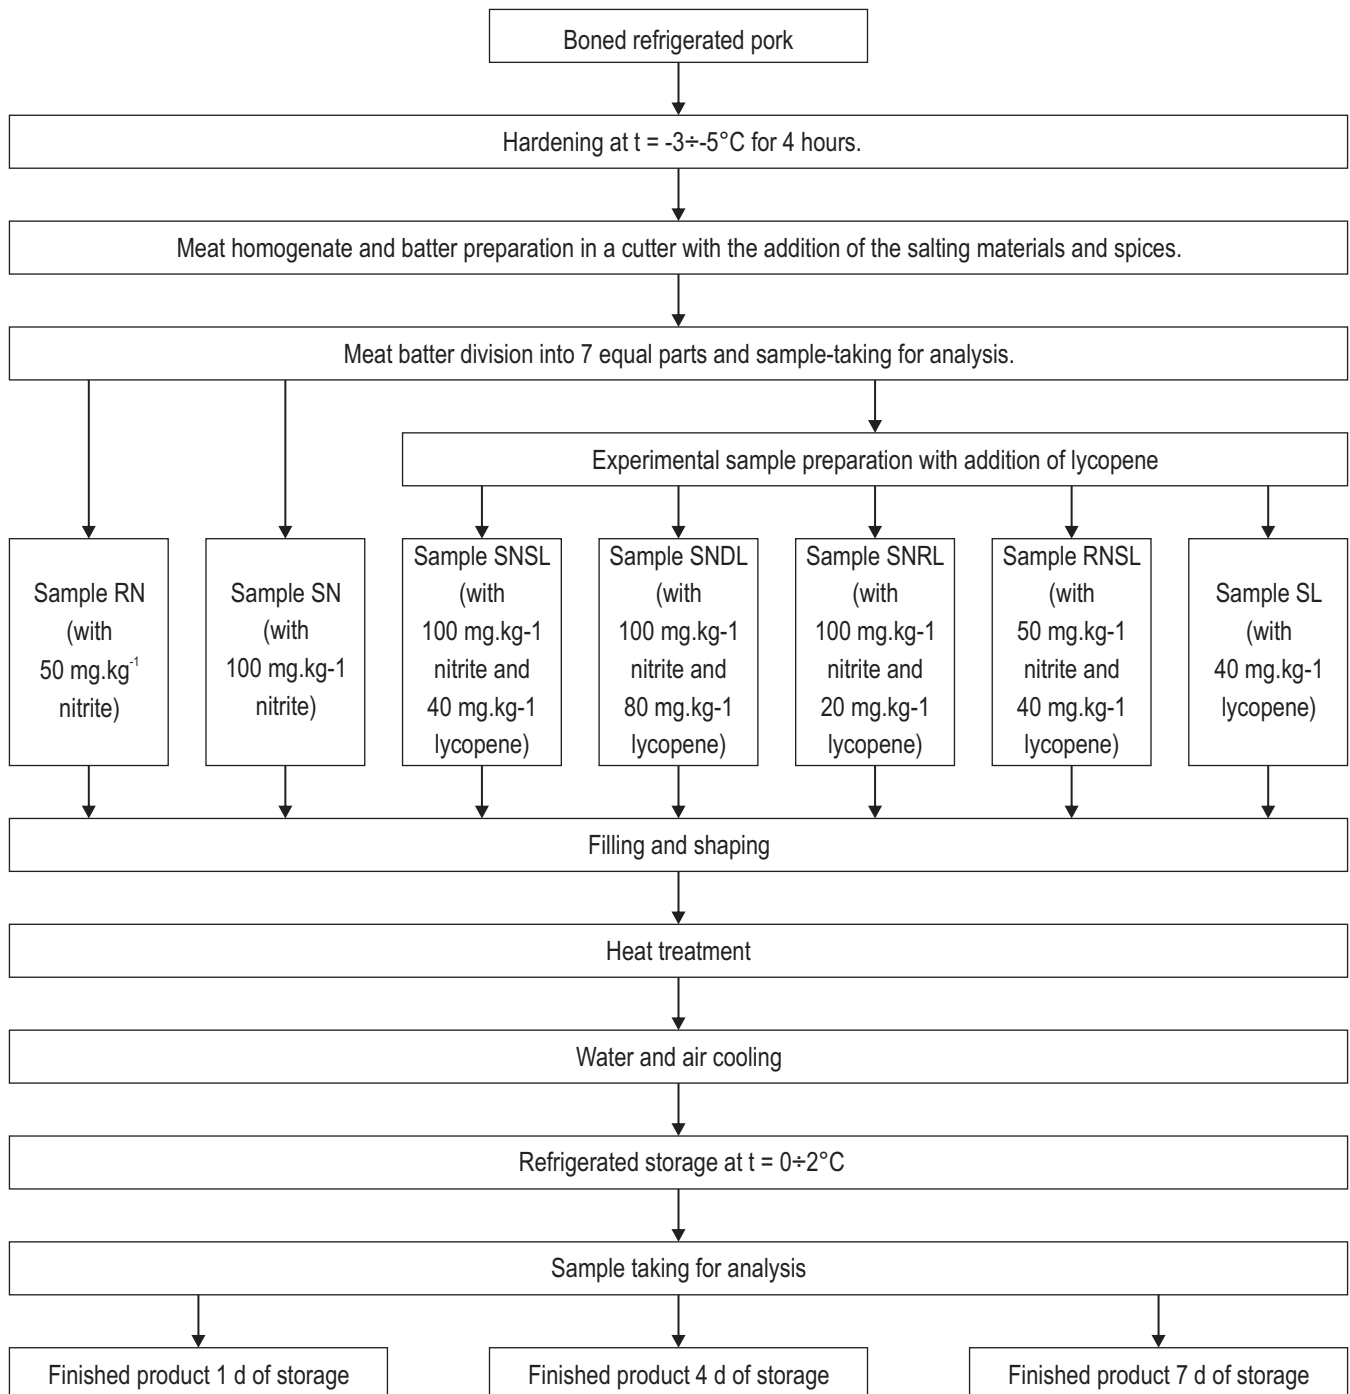 Boned refrigerated pork
Hardening at t = -3÷-5°C for 4 hours.
Meat homogenate and batter preparation in a cutter with the addition of the salting materials and spices.
Meat batter division into 7 equal parts and sample-taking for analysis.
Experimental sample preparation with addition of lycopene
Sample RN
(with
50 mg.kg⁻¹
nitrite)
Sample SN
(with
100 mg.kg-1
nitrite)
Sample SNSL
(with
100 mg.kg-1
nitrite and
40 mg.kg-1
lycopene)
Sample SNDL
(with
100 mg.kg-1
nitrite and
80 mg.kg-1
lycopene)
Sample SNRL
(with
100 mg.kg-1
nitrite and
20 mg.kg-1
lycopene)
Sample RNSL
(with
50 mg.kg-1
nitrite and
40 mg.kg-1
lycopene)
Sample SL
(with
40 mg.kg-1
lycopene)
Filling and shaping
Heat treatment
Water and air cooling
Refrigerated storage at t = 0÷2°C
Sample taking for analysis
Finished product 1 d of storage
Finished product 4 d of storage
Finished product 7 d of storage